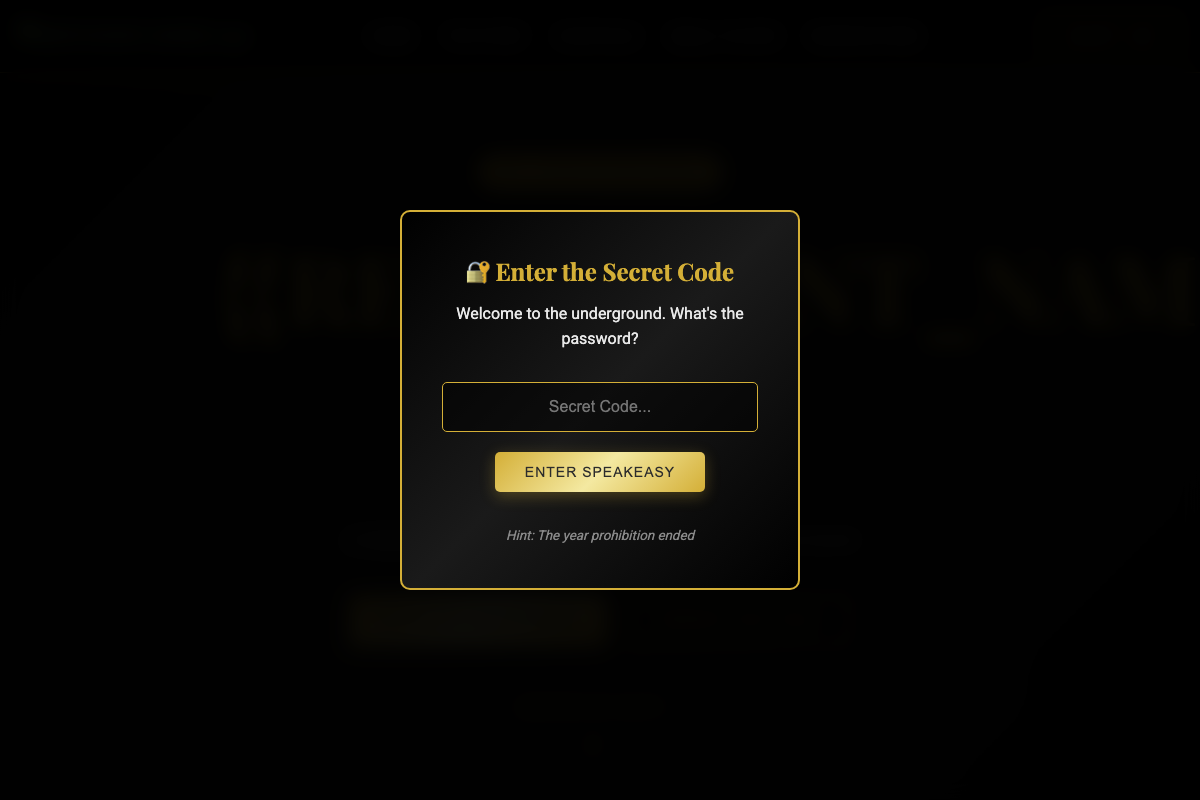 Enter the Secret Code
Welcome to the underground. What's the
password?
Secret Code...
ENTER SPEAKEASY
Hint: The year prohibition ended